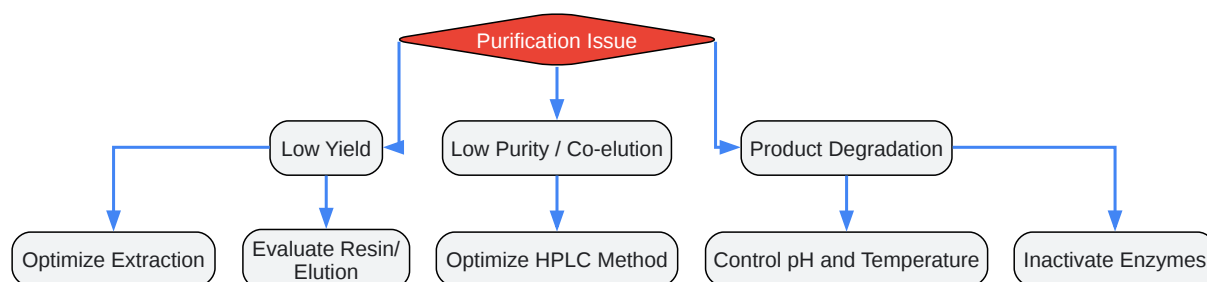 Purification Issue
Low Yield
Low Purity / Co-elution
Product Degradation
Optimize Extraction
Evaluate Resin/
Elution
Optimize HPLC Method
Control pH and Temperature
Inactivate Enzymes